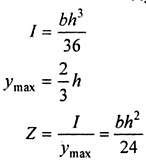 I = bh³/36
y_max = 2/3 h
Z = I/y_max = bh²/24